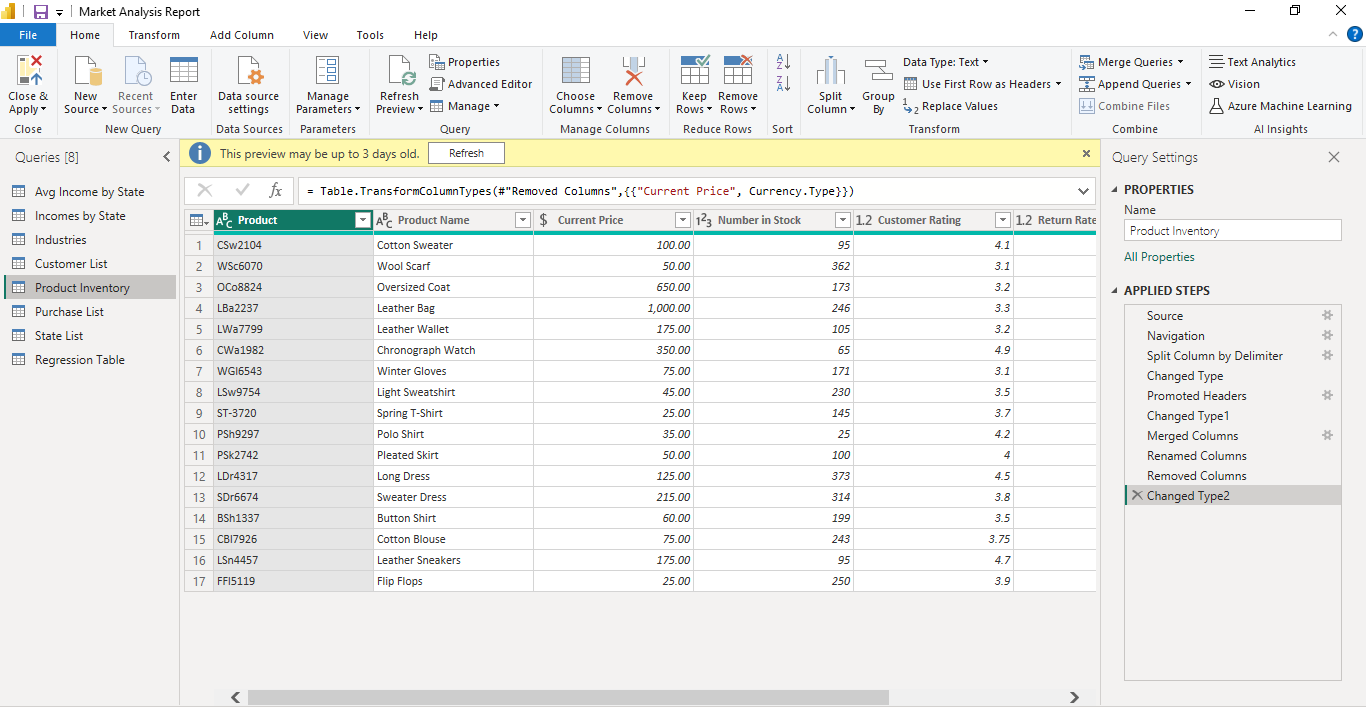 Market Analysis Report
File Home Transform Add Column View Tools Help
Close & Apply
Close
New Source
Recent Sources
Enter Data
New Query
Data source settings
Data Sources
Manage Parameters
Parameters
Refresh Preview
Properties
Advanced Editor
Manage
Query
Choose Columns
Remove Columns
Manage Columns
Keep Rows
Remove Rows
Reduce Rows
Sort
Split Column
Group By
Data Type: Text
Use First Row as Headers
Replace Values
Transform
Merge Queries
Append Queries
Combine Files
Combine
Text Analytics
Vision
Azure Machine Learning
AI Insights
Queries [8]
Avg Income by State
Incomes by State
Industries
Customer List
Product Inventory
Purchase List
State List
Regression Table
This preview may be up to 3 days old. Refresh
fx = Table.TransformColumnTypes(#"Removed Columns",{{"Current Price", Currency.Type}})
ABC Product ABC Product Name $ Current Price 123 Number in Stock 1.2 Customer Rating 1.2 Return Rate
1 CSw2104 Cotton Sweater 100.00 95 4.1
2 WSc6070 Wool Scarf 50.00 362 3.1
3 OCo8824 Oversized Coat 650.00 173 3.2
4 LBa2237 Leather Bag 1,000.00 246 3.3
5 LWa7799 Leather Wallet 175.00 105 3.2
6 CWa1982 Chronograph Watch 350.00 65 4.9
7 WGl6543 Winter Gloves 75.00 171 3.1
8 LSw9754 Light Sweatshirt 45.00 230 3.5
9 ST-3720 Spring T-Shirt 25.00 145 3.7
10 PSh9297 Polo Shirt 35.00 25 4.2
11 PSk2742 Pleated Skirt 50.00 100 4
12 LDr4317 Long Dress 125.00 373 4.5
13 SDr6674 Sweater Dress 215.00 314 3.8
14 BSh1337 Button Shirt 60.00 199 3.5
15 CBl7926 Cotton Blouse 75.00 243 3.75
16 LSn4457 Leather Sneakers 175.00 95 4.7
17 FFl5119 Flip Flops 25.00 250 3.9
Query Settings
PROPERTIES
Name
Product Inventory
All Properties
APPLIED STEPS
Source
Navigation
Split Column by Delimiter
Changed Type
Promoted Headers
Changed Type1
Merged Columns
Renamed Columns
Removed Columns
Changed Type2